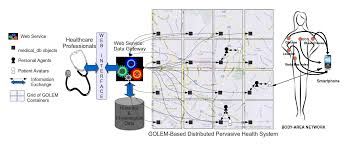 Web Service
medical_db objects
Personal Agents
Patient Avatars
Information
Exchange
Grid of GOLEM
Containers
Healthcare
Professionals
WEB INTERFACE
Web Service
Data Gateway
GOLEM-Based Distributed Pervasive Health System
Smartphone
BODY-AREA NETWORK